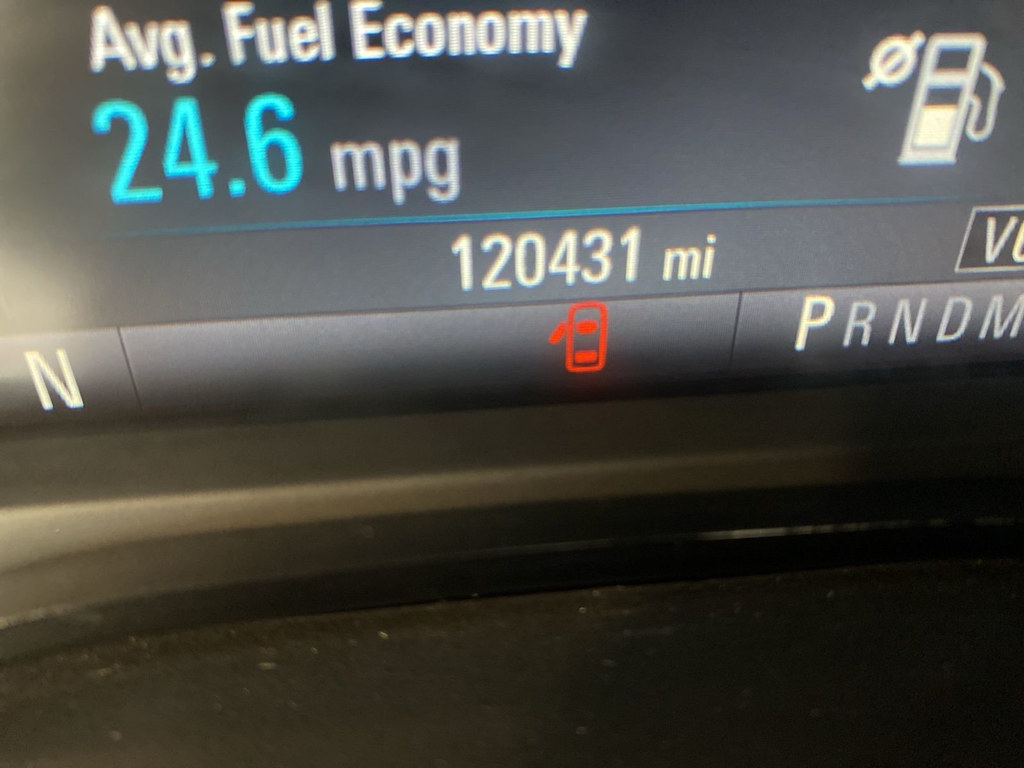 Avg. Fuel Economy
24.6 mpg
120431 mi
N
PRNDM